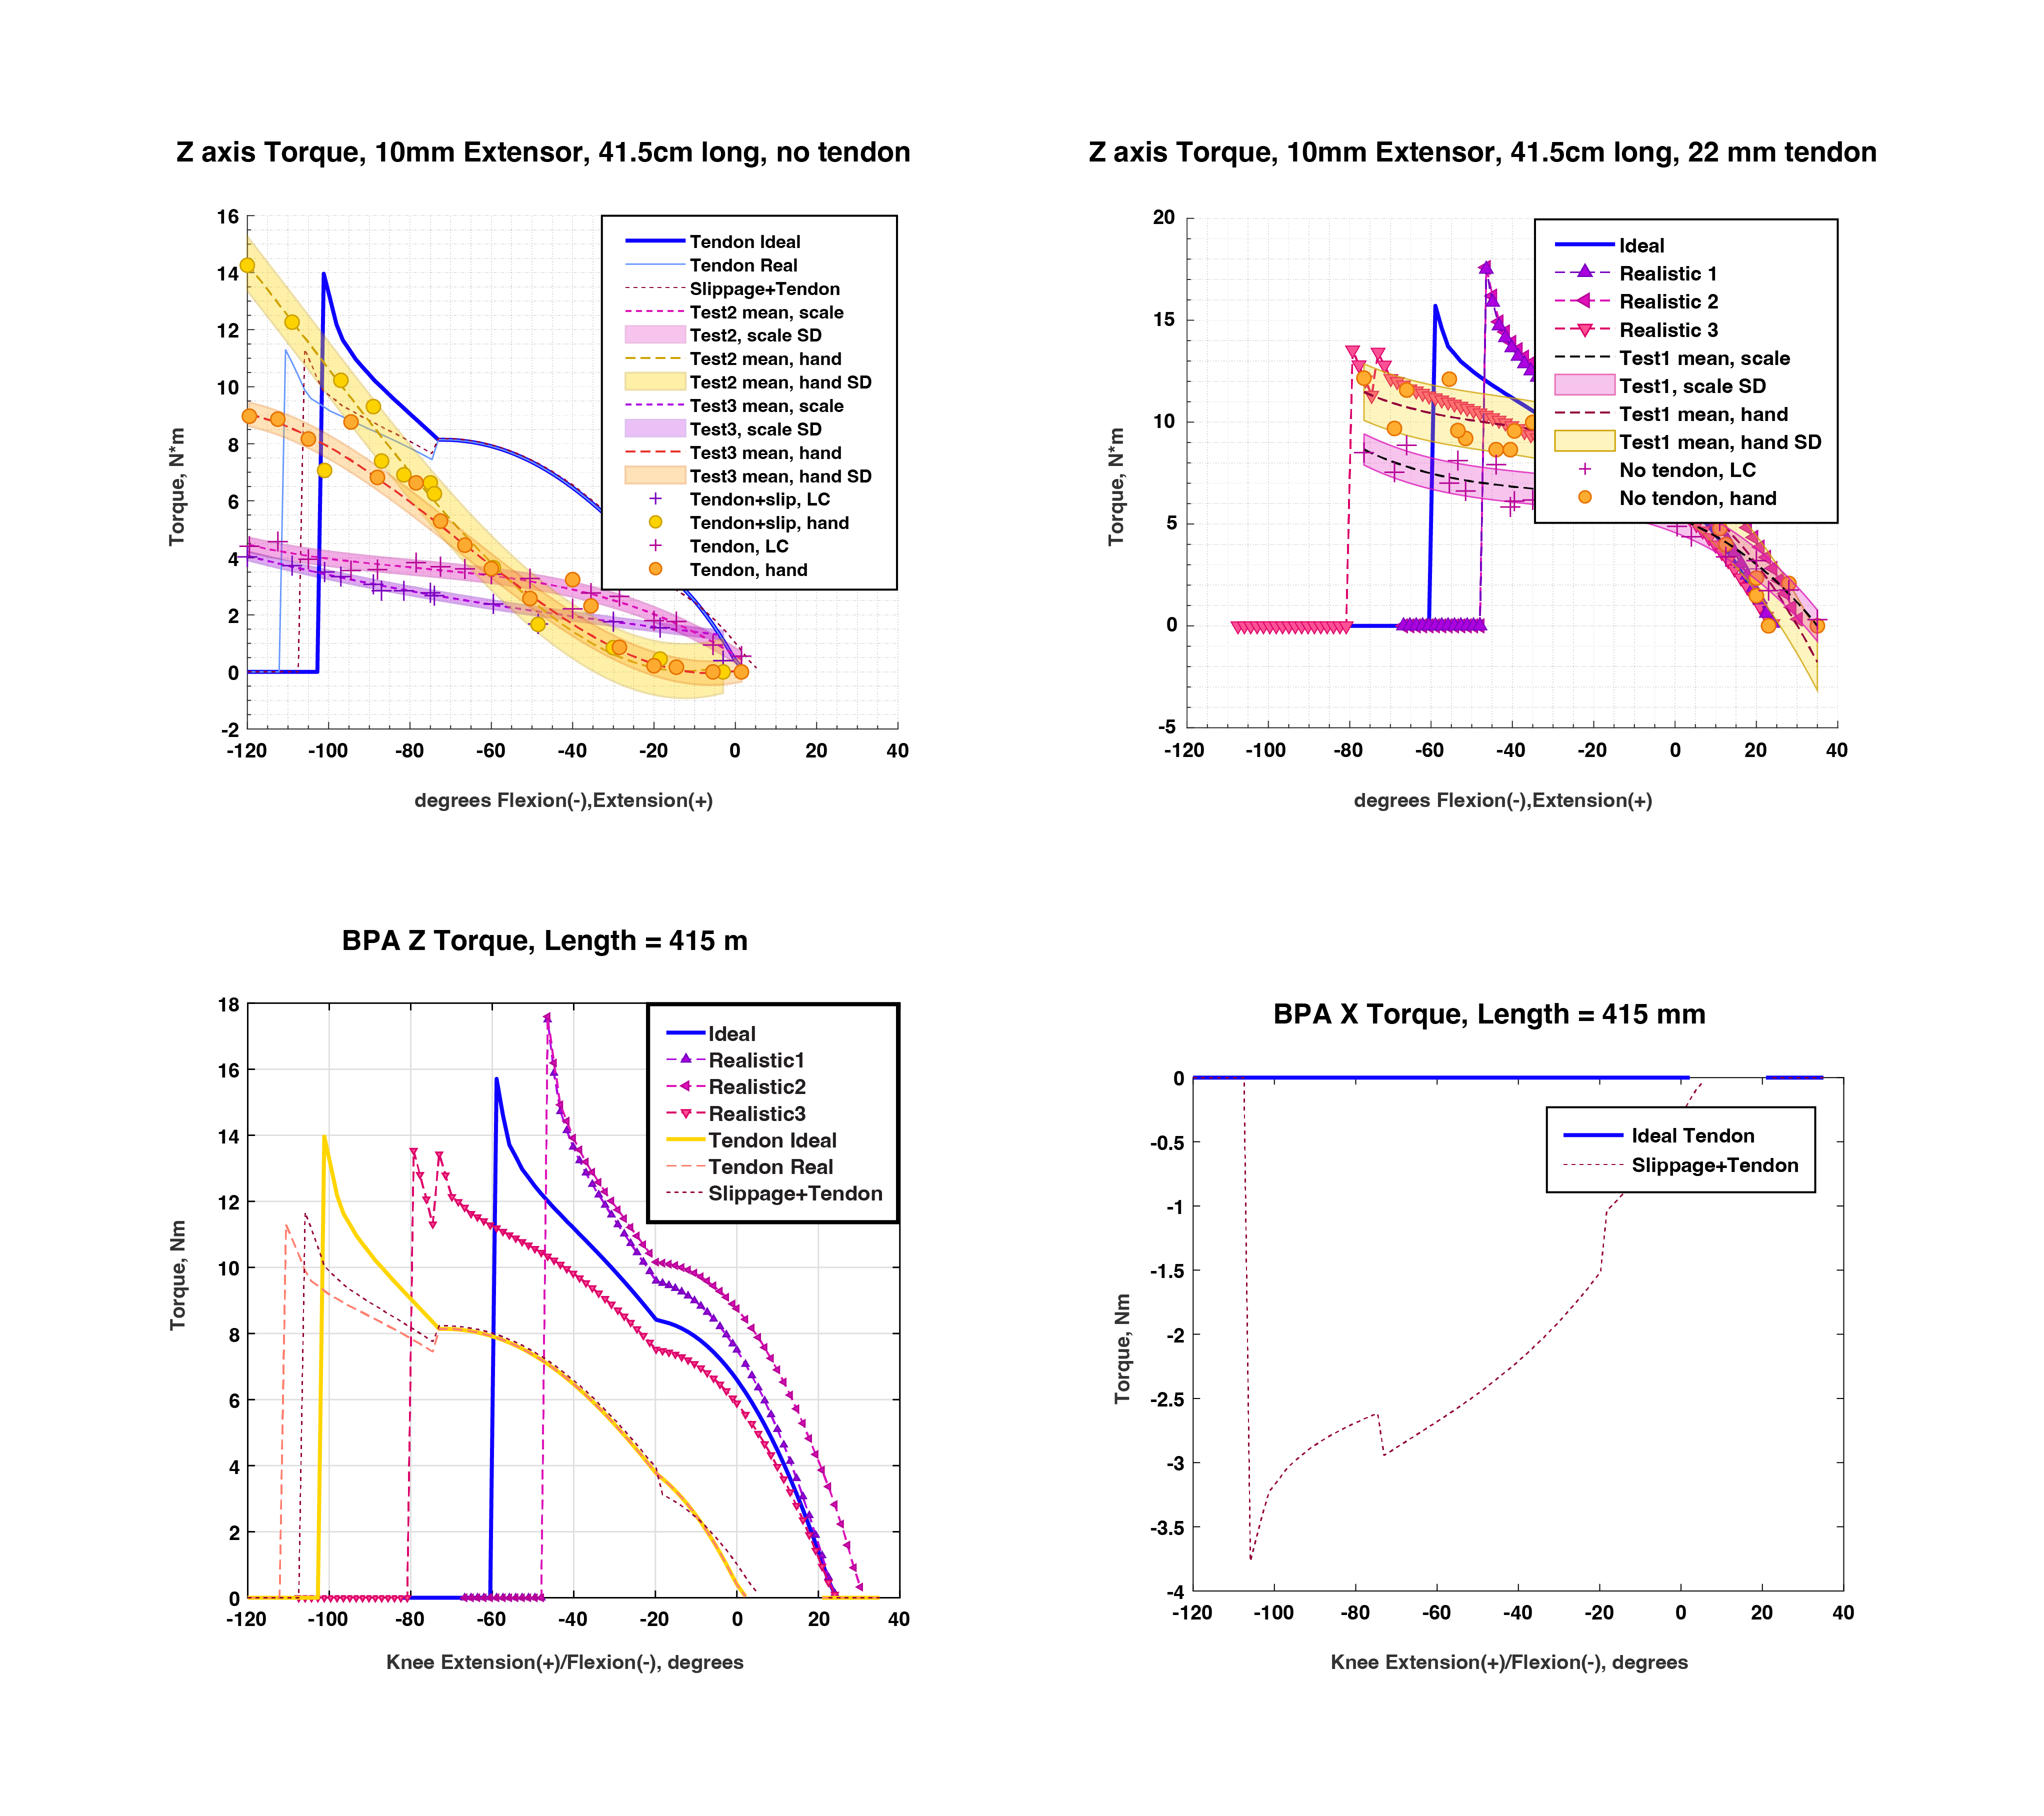 Z axis Torque, 10mm Extensor, 41.5cm long, no tendon
16
14
12
10
8
6
4
2
0
-2
-120 -100 -80 -60 -40 -20 0 20 40
Torque, N*m
degrees Flexion(-),Extension(+)
Tendon Ideal
Tendon Real
Slippage+Tendon
Test2 mean, scale
Test2, scale SD
Test2 mean, hand
Test2 mean, hand SD
Test3 mean, scale
Test3, scale SD
Test3 mean, hand
Test3 mean, hand SD
Tendon+slip, LC
Tendon+slip, hand
Tendon, LC
Tendon, hand
Z axis Torque, 10mm Extensor, 41.5cm long, 22 mm tendon
20
15
10
5
0
-5
-120 -100 -80 -60 -40 -20 0 20 40
Torque, N*m
degrees Flexion(-),Extension(+)
Ideal
Realistic 1
Realistic 2
Realistic 3
Test1 mean, scale
Test1, scale SD
Test1 mean, hand
Test1 mean, hand SD
No tendon, LC
No tendon, hand
BPA Z Torque, Length = 415 m
18
16
14
12
10
8
6
4
2
0
-120 -100 -80 -60 -40 -20 0 20 40
Torque, Nm
Knee Extension(+)/Flexion(-), degrees
Ideal
Realistic1
Realistic2
Realistic3
Tendon Ideal
Tendon Real
Slippage+Tendon
BPA X Torque, Length = 415 mm
0
-0.5
-1
-1.5
-2
-2.5
-3
-3.5
-4
-120 -100 -80 -60 -40 -20 0 20 40
Torque, Nm
Knee Extension(+)/Flexion(-), degrees
Ideal Tendon
Slippage+Tendon